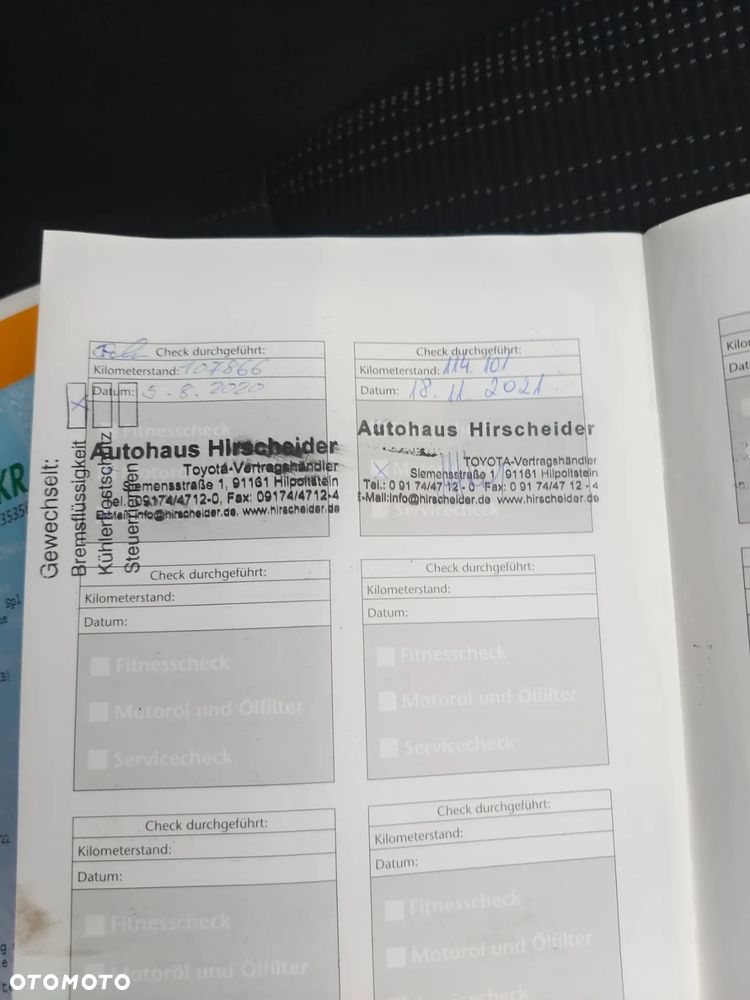 Check durchgeführt:
Kilometerstand: 107866
Datum: 5-8.2020
Fitnesscheck
Autohaus Hirscheider
Toyota-Vertragshändler
Siemensstraße 1, 91161 Hilpoltstein
Tel.: 09174/4712-0, Fax: 09174/4712-4
E-Mail: info@hirscheider.de, www.hirscheider.de
Gewechselt:
Bremsflüssigkeit
Kühlerfrostschutz
Steuerriemen
Check durchgeführt:
Kilometerstand: 114.101
Datum: 18.11.2021
Autohaus Hirscheider
TOYOTA-Vertragshändler
Siemensstraße 1, 91161 Hilpoltstein
Tel.: 0 91 74/47 12 - 0 Fax: 0 91 74/47 12 - 4
E-Mail:info@hirscheider.de www.hirscheider.de
Servicecheck
Check durchgeführt:
Kilometerstand:
Datum:
Fitnesscheck
Motoröl und Ölfilter
Servicecheck
Check durchgeführt:
Kilometerstand:
Datum:
Fitnesscheck
Motoröl und Ölfilter
Servicecheck
Check durchgeführt:
Kilometerstand:
Datum:
Fitnesscheck
Motoröl und Ölfilter
Check durchgeführt:
Kilometerstand:
Datum:
Fitnesscheck
Motoröl und Ölfilter
Servicecheck
KR
OTOMOTO